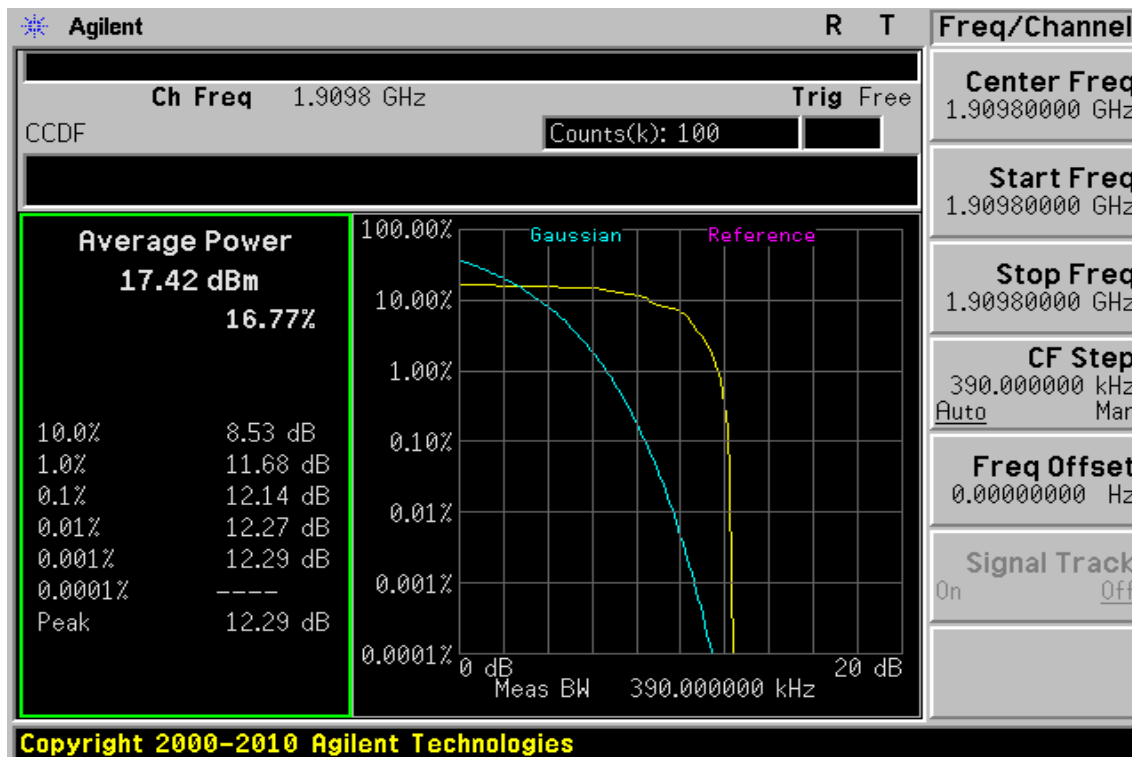 Agilent
R T
Freq/Channel
Ch Freq 1.9098 GHz
Trig Free
CCDF
Counts(k): 100
Center Freq
1.90980000 GHz
Start Freq
1.90980000 GHz
Stop Freq
1.90980000 GHz
CF Step
390.000000 kHz
Auto Man
Freq Offset
0.00000000 Hz
Signal Track
On Off
Average Power
17.42 dBm
16.77%
10.0% 8.53 dB
1.0% 11.68 dB
0.1% 12.14 dB
0.01% 12.27 dB
0.001% 12.29 dB
0.0001% ----
Peak 12.29 dB
Gaussian
Reference
100.00%
10.00%
1.00%
0.10%
0.01%
0.001%
0.0001%
0 dB
20 dB
Meas BW 390.000000 kHz
Copyright 2000-2010 Agilent Technologies